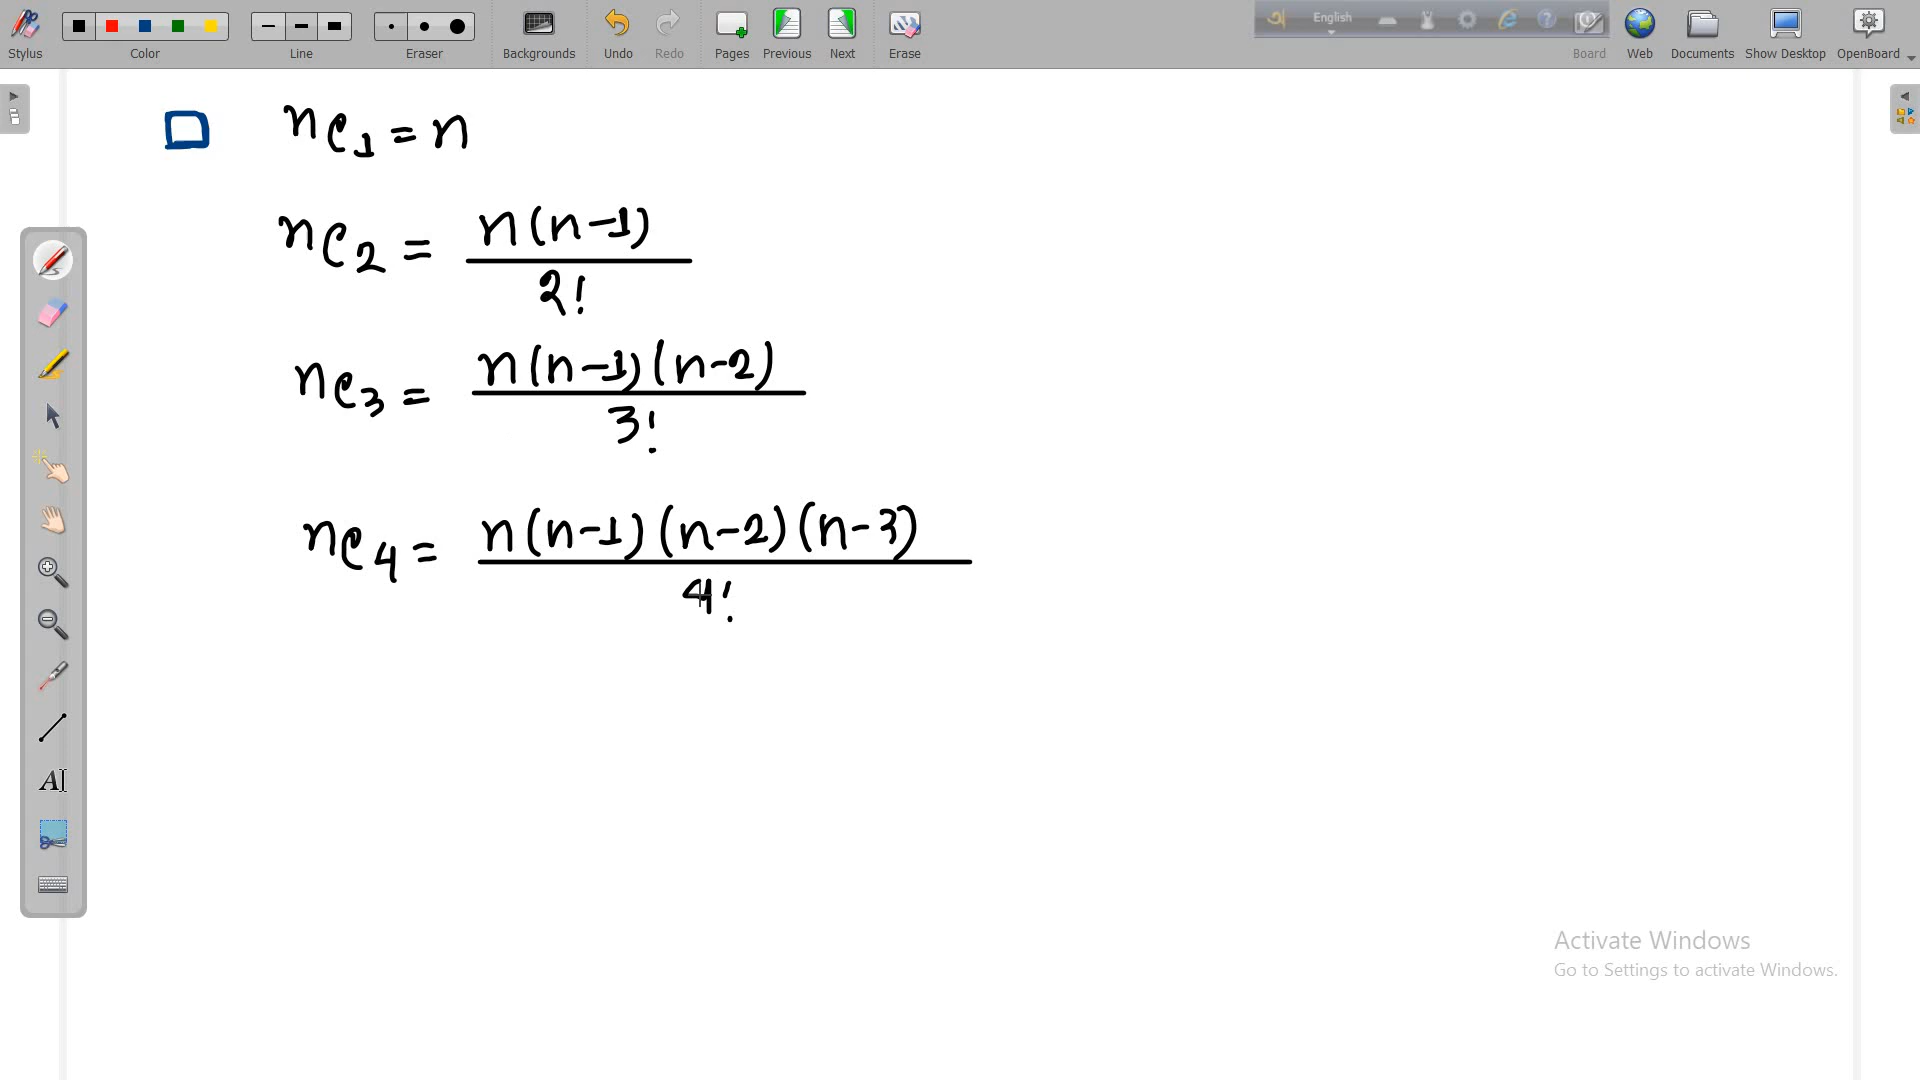 Stylus Color Line Eraser Backgrounds Undo Redo Pages Previous Next Erase English Board Web Documents Show Desktop OpenBoard
nC₁ = n
nC₂ = n(n-1) / 2!
nC₃ = n(n-1)(n-2) / 3!
nC₄ = n(n-1)(n-2)(n-3) / 4!
Activate Windows
Go to Settings to activate Windows.